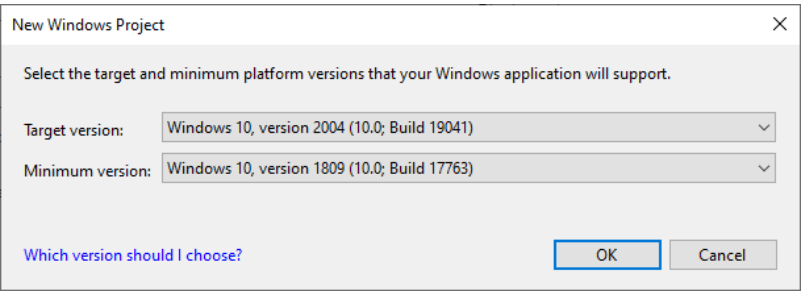 New Windows Project
Select the target and minimum platform versions that your Windows application will support.
Target version: Windows 10, version 2004 (10.0; Build 19041)
Minimum version: Windows 10, version 1809 (10.0; Build 17763)
Which version should I choose? OK Cancel